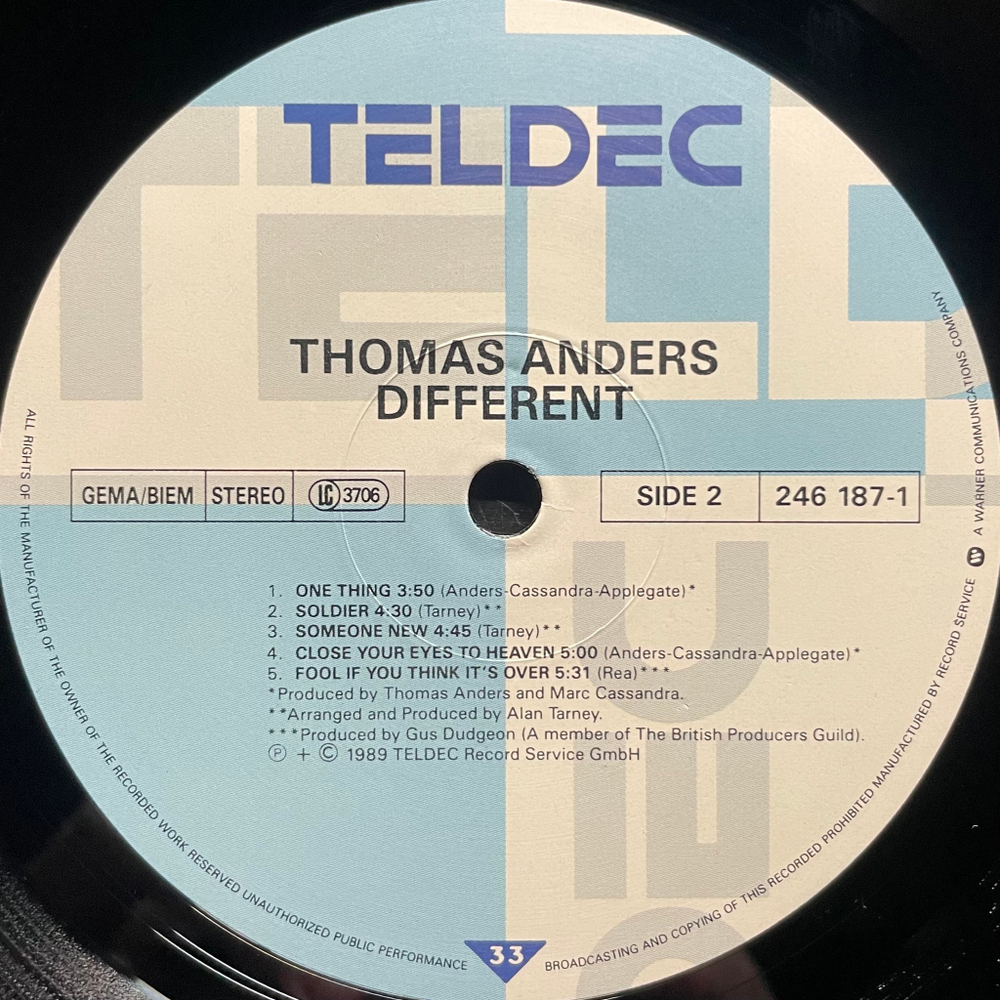 TELDEC
THOMAS ANDERS
DIFFERENT
GEMA/BIEM STEREO LC 3706
SIDE 2 246 187-1
1. ONE THING 3:50 (Anders-Cassandra-Applegate)*
2. SOLDIER 4:30 (Tarney)**
3. SOMEONE NEW 4:45 (Tarney)**
4. CLOSE YOUR EYES TO HEAVEN 5:00 (Anders-Cassandra-Applegate)*
5. FOOL IF YOU THINK IT'S OVER 5:31 (Rea)***
*Produced by Thomas Anders and Marc Cassandra.
**Arranged and Produced by Alan Tarney.
***Produced by Gus Dudgeon (A member of The British Producers Guild).
℗ + © 1989 TELDEC Record Service GmbH
ALL RIGHTS OF THE MANUFACTURER OF THE OWNER OF THE RECORDED WORK RESERVED UNAUTHORIZED PUBLIC PERFORMANCE
33
BROADCASTING AND COPYING OF THIS RECORDED PROHIBITED MANUFACTURED BY RECORD SERVICE A WARNER COMMUNICATIONS COMPANY